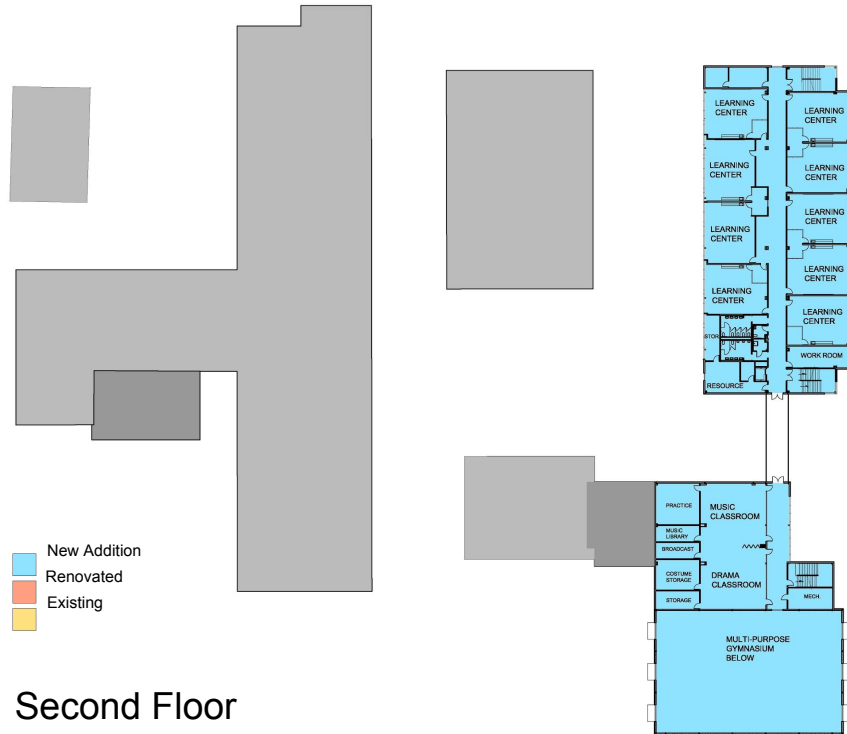 LEARNING
CENTER
LEARNING
CENTER
LEARNING
CENTER
LEARNING
CENTER
LEARNING
CENTER
LEARNING
CENTER
LEARNING
CENTER
LEARNING
CENTER
LEARNING
CENTER
STOR
WORK ROOM
RESOURCE
PRACTICE
MUSIC
CLASSROOM
MUSIC
LIBRARY
BROADCAST
COSTUME
STORAGE
DRAMA
CLASSROOM
STORAGE
MECH.
MULTI-PURPOSE
GYMNASIUM
BELOW
New Addition
Renovated
Existing
Second Floor